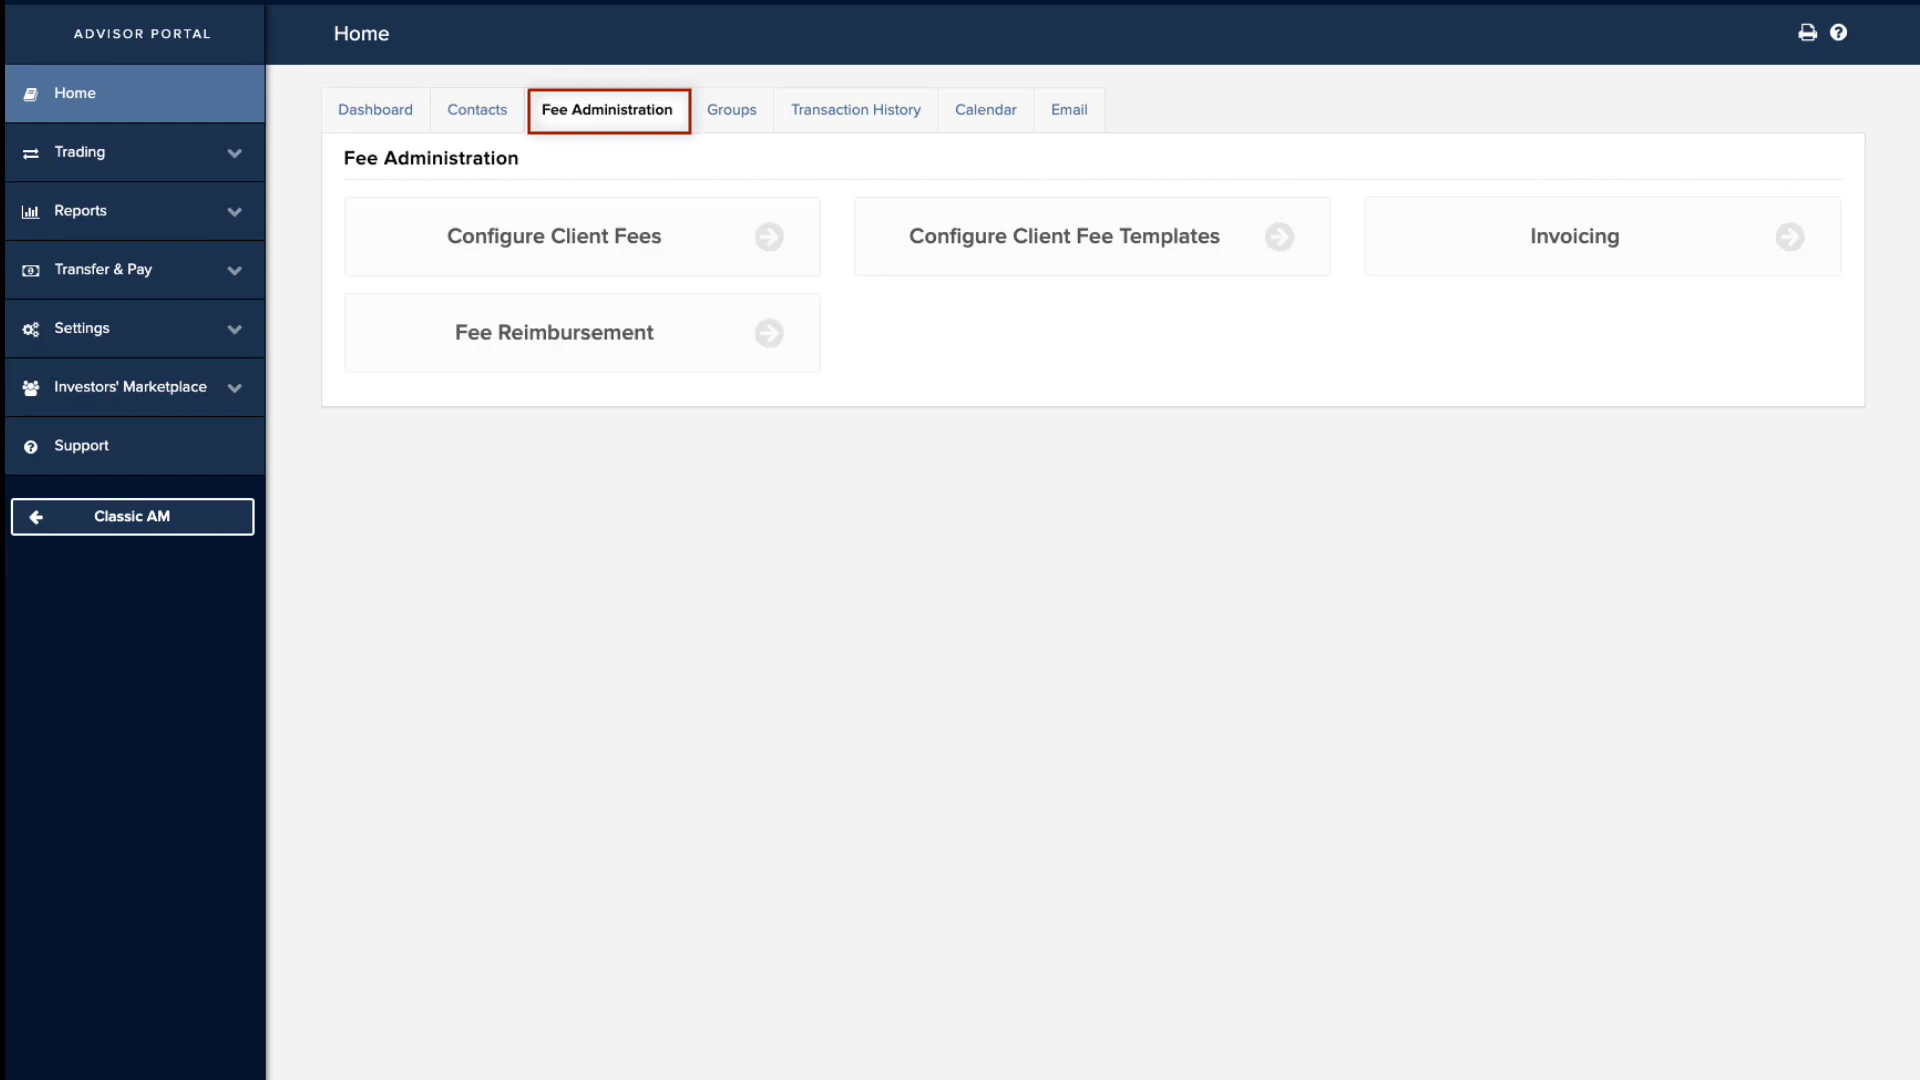 ADVISOR PORTAL
Home
Home
Trading
Reports
Transfer & Pay
Settings
Investors' Marketplace
Support
Classic AM
Dashboard Contacts Fee Administration Groups Transaction History Calendar Email
Fee Administration
Configure Client Fees
Configure Client Fee Templates
Invoicing
Fee Reimbursement